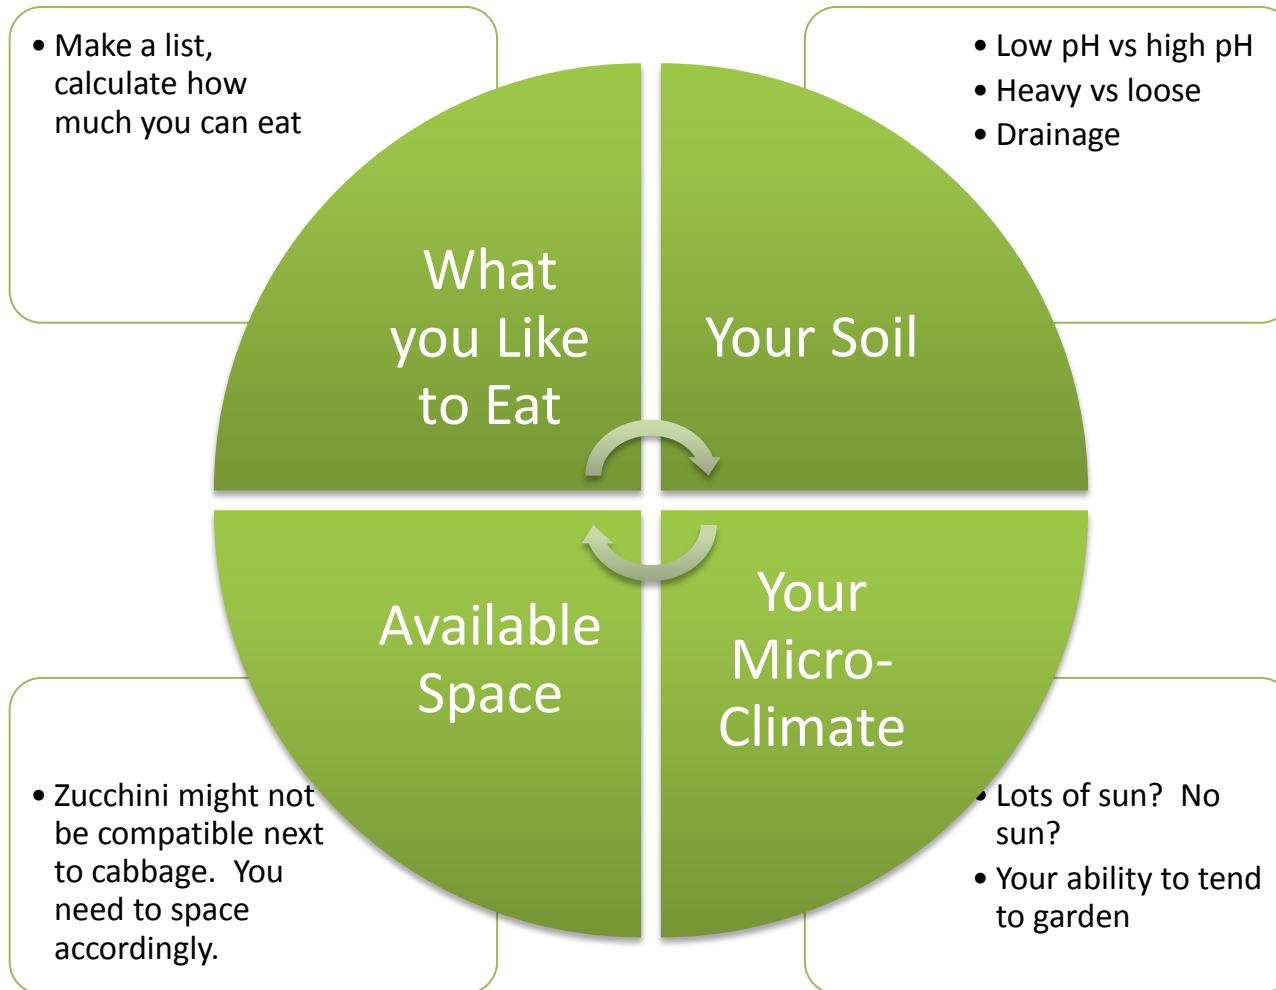 • Make a list,
calculate how
much you can eat
• Low pH vs high pH
• Heavy vs loose
• Drainage
What
you Like
to Eat
Your Soil
Available
Space
Your
Micro-
Climate
• Zucchini might not
be compatible next
to cabbage.  You
need to space
accordingly.
• Lots of sun?  No
sun?
• Your ability to tend
to garden